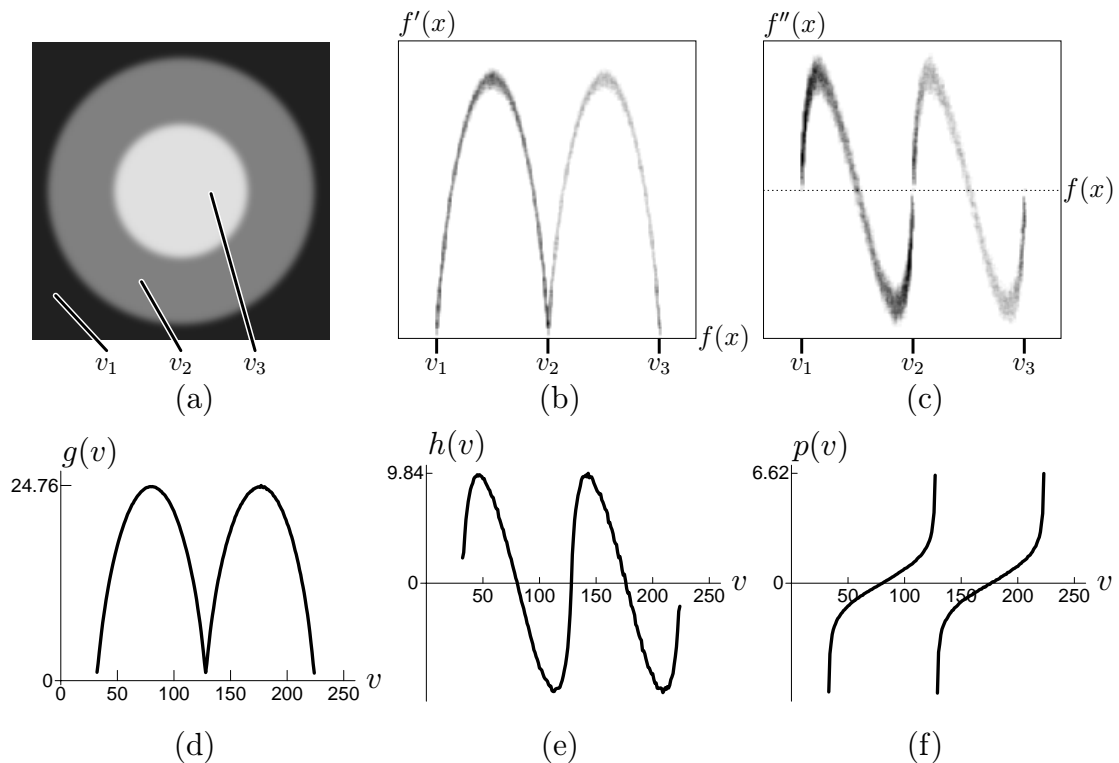 f′(x)
f″(x)
f(x)
f(x)
v₁ v₂ v₃
v₁ v₂ v₃
v₁ v₂ v₃
(a) (b) (c)
g(v)
24.76
0
0 50 100 150 200 250
v
h(v)
9.84
0
50 100 150 200 250
v
p(v)
6.62
0
50 100 150 200 250
v
(d) (e) (f)